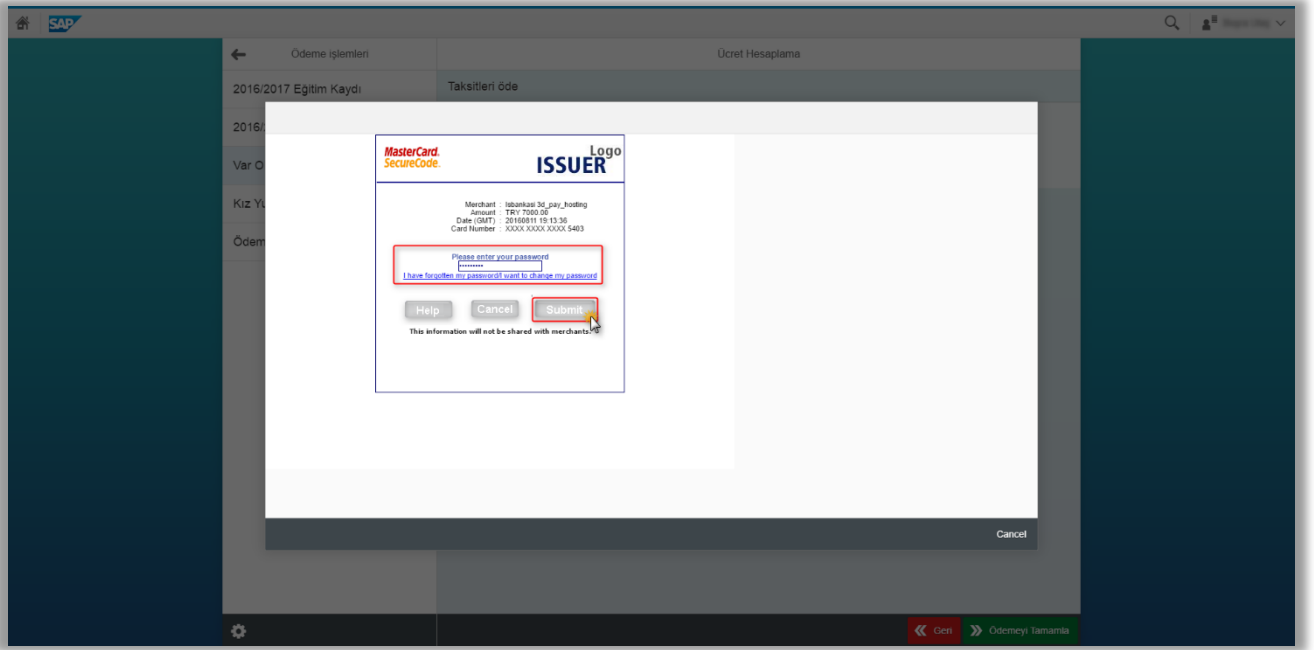 SAP
Ödeme işlemleri
Ücret Hesaplama
2016/2017 Eğitim Kaydı
Taksitleri öde
2016/
Var O
Kız Yu
Ödem
MasterCard.
SecureCode.
Logo
ISSUER
Merchant : Isbankasi 3d_pay_hosting
Amount : TRY 7000.00
Date (GMT) : 20160811 19:13:36
Card Number : XXXX XXXX XXXX 5403
Please enter your password
•••••••••
I have forgotten my password/I want to change my password
Help
Cancel
Submit
This information will not be shared with merchants.
Cancel
Geri
Ödemeyi Tamamla